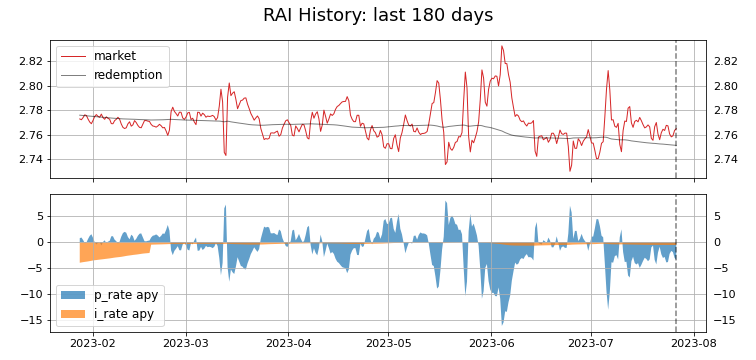 RAI History: last 180 days
market
redemption
2.82 2.82
2.80 2.80
2.78 2.78
2.76 2.76
2.74 2.74
5 5
0 0
−5 −5
−10 −10
−15 −15
p_rate apy
i_rate apy
2023-02 2023-03 2023-04 2023-05 2023-06 2023-07 2023-08